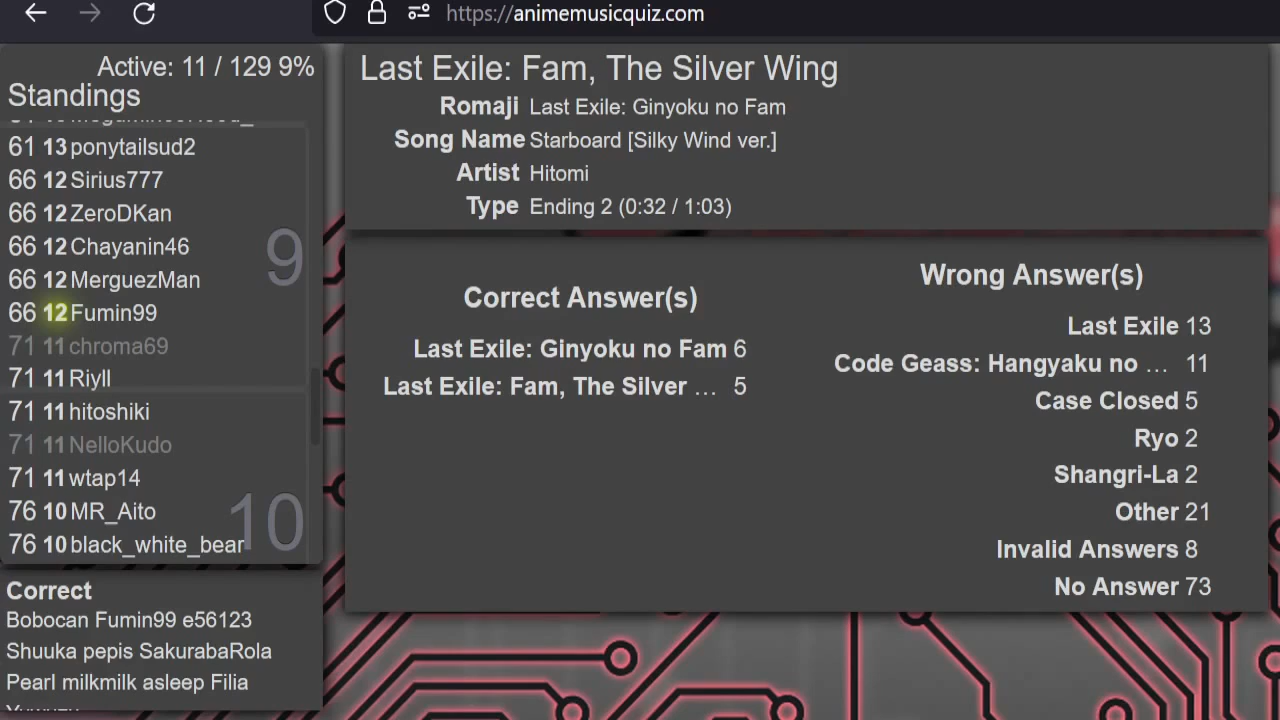 https://animemusicquiz.com
Active: 11 / 129 9%
Standings
61 13 ponytailsud2
66 12 Sirius777
66 12 ZeroDKan
66 12 Chayanin46
9
66 12 MerguezMan
66 12 Fumin99
71 11 chroma69
71 11 Riyll
71 11 hitoshiki
71 11 NelloKudo
71 11 wtap14
76 10 MR_Aito
10
76 10 black_white_bear
Correct
Bobocan Fumin99 e56123
Shuuka pepis SakurabaRola
Pearl milkmilk asleep Filia
Last Exile: Fam, The Silver Wing
Romaji Last Exile: Ginyoku no Fam
Song Name Starboard [Silky Wind ver.]
Artist Hitomi
Type Ending 2 (0:32 / 1:03)
Correct Answer(s)
Last Exile: Ginyoku no Fam 6
Last Exile: Fam, The Silver … 5
Wrong Answer(s)
Last Exile 13
Code Geass: Hangyaku no … 11
Case Closed 5
Ryo 2
Shangri-La 2
Other 21
Invalid Answers 8
No Answer 73